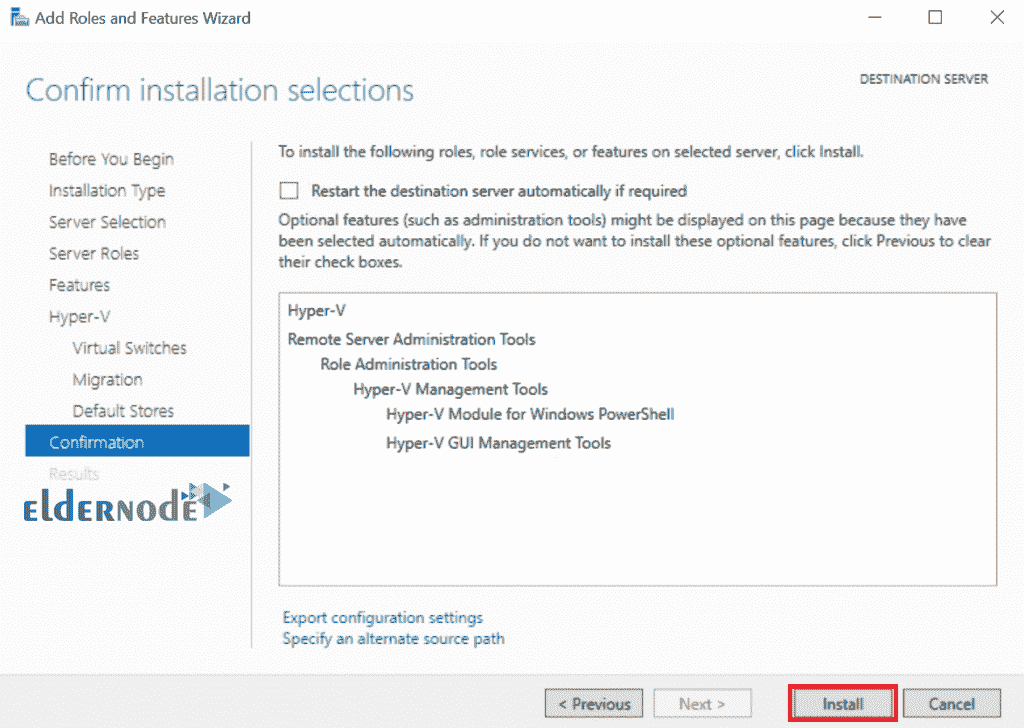 Add Roles and Features Wizard
Confirm installation selections
DESTINATION SERVER
Before You Begin
Installation Type
Server Selection
Server Roles
Features
Hyper-V
Virtual Switches
Migration
Default Stores
Confirmation
Results
ELDERNODE
To install the following roles, role services, or features on selected server, click Install.
Restart the destination server automatically if required
Optional features (such as administration tools) might be displayed on this page because they have
been selected automatically. If you do not want to install these optional features, click Previous to clear
their check boxes.
Hyper-V
Remote Server Administration Tools
Role Administration Tools
Hyper-V Management Tools
Hyper-V Module for Windows PowerShell
Hyper-V GUI Management Tools
Export configuration settings
Specify an alternate source path
< Previous
Next >
Install
Cancel